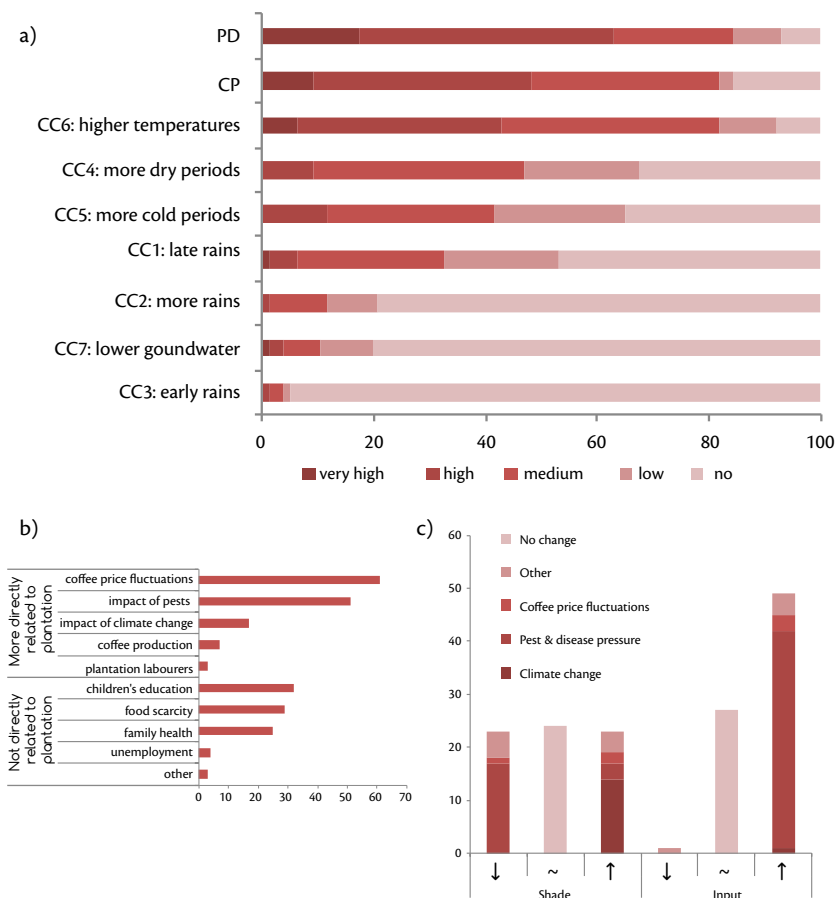 a)
PD
CP
CC6: higher temperatures
CC4: more dry periods
CC5: more cold periods
CC1: late rains
CC2: more rains
CC7: lower goundwater
CC3: early rains
0 20 40 60 80 100
very high high medium low no
b)
More directly
related to
plantation
coffee price fluctuations
impact of pests
impact of climate change
coffee production
plantation labourers
Not directly
related to
plantation
children's education
food scarcity
family health
unemployment
other
0 10 20 30 40 50 60 70
c)
60
50
40
30
20
10
0
No change
Other
Coffee price fluctuations
Pest & disease pressure
Climate change
↓ ~ ↑ ↓ ~ ↑
Shade Input